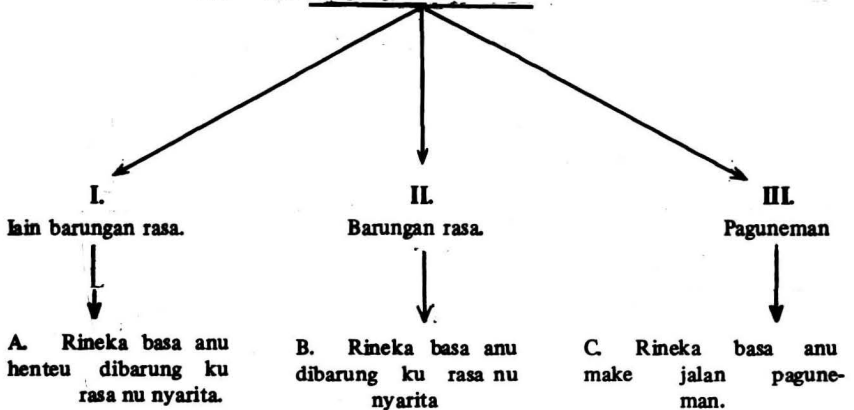 I.
Lain barungan rasa.
A. Rineka basa anu
henteu dibarung ku
rasa nu nyarita.
II.
Barungan rasa.
B. Rineka basa anu
dibarung ku rasa nu
nyarita
III.
Paguneman
C. Rineka basa anu
make jalan pagune-
man.